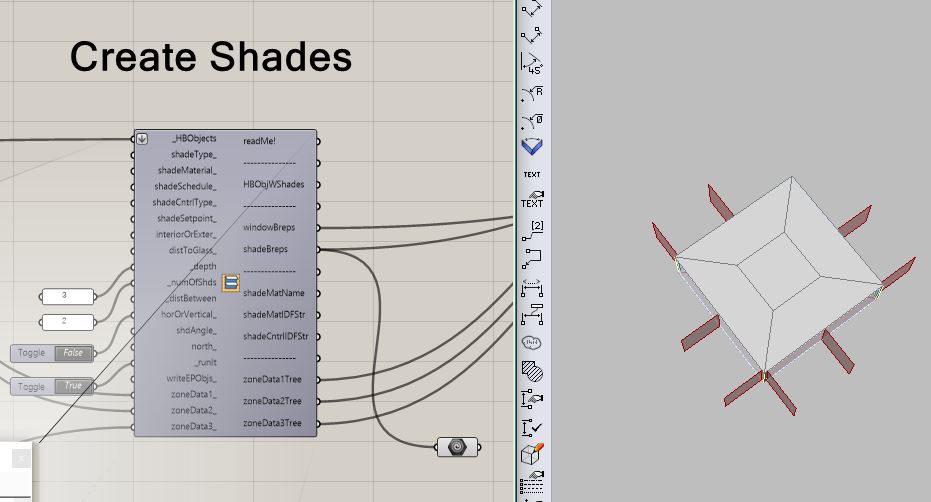 Create Shades
_HBObjects
shadeType_
shadeMaterial_
shadeSchedule_
shadeCntrlType_
shadeSetpoint_
interiorOrExter_
distToGlass_
_depth
_numOfShds
_distBetween
horOrVertical_
shdAngle_
north_
_runIt
writeEPObjs_
zoneData1_
zoneData2_
zoneData3_
readMe!
---------------
HBObjWShades
---------------
windowBreps
shadeBreps
---------------
shadeMatName
shadeMatIDFStr
shadeCntrlIDFStr
---------------
zoneData1Tree
zoneData2Tree
zoneData3Tree
3
2
Toggle False
Toggle True
x
45
R
Ø
TEXT
TEXT
[2]